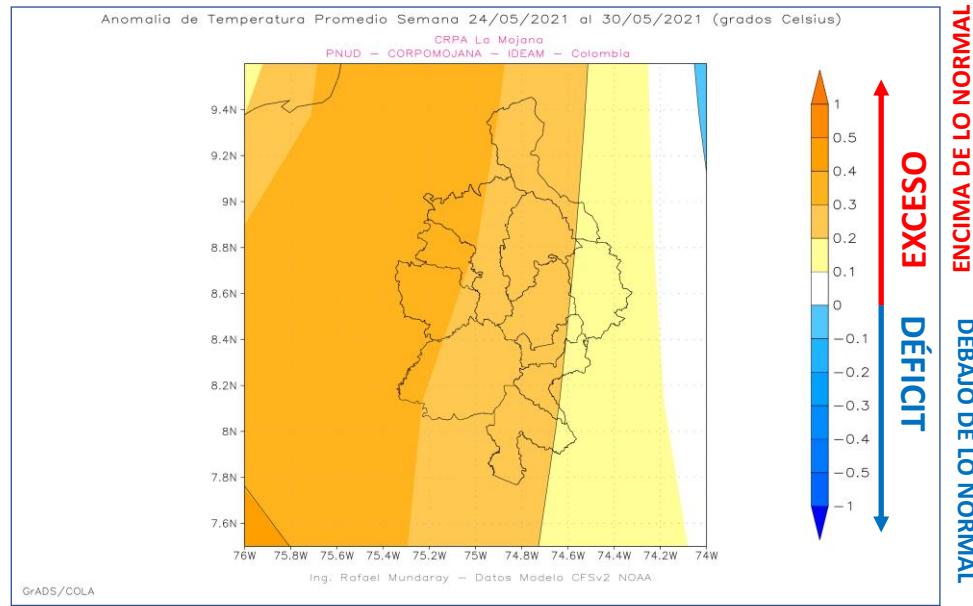 Anomalia de Temperatura Promedio Semana 24/05/2021 al 30/05/2021 (grados Celsius)
CRPA La Mojana
PNUD – CORPOMOJANA – IDEAM – Colombia
9.4N
9.2N
9N
8.8N
8.6N
8.4N
8.2N
8N
7.8N
7.6N
76W 75.8W 75.6W 75.4W 75.2W 75W 74.8W 74.6W 74.4W 74.2W 74W
1
0.5
0.4
0.3
0.2
0.1
0
−0.1
−0.2
−0.3
−0.4
−0.5
−1
EXCESO
DÉFICIT
ENCIMA DE LO NORMAL
DEBAJO DE LO NORMAL
Ing. Rafael Mundaray – Datos Modelo CFSv2 NOAA
GrADS/COLA